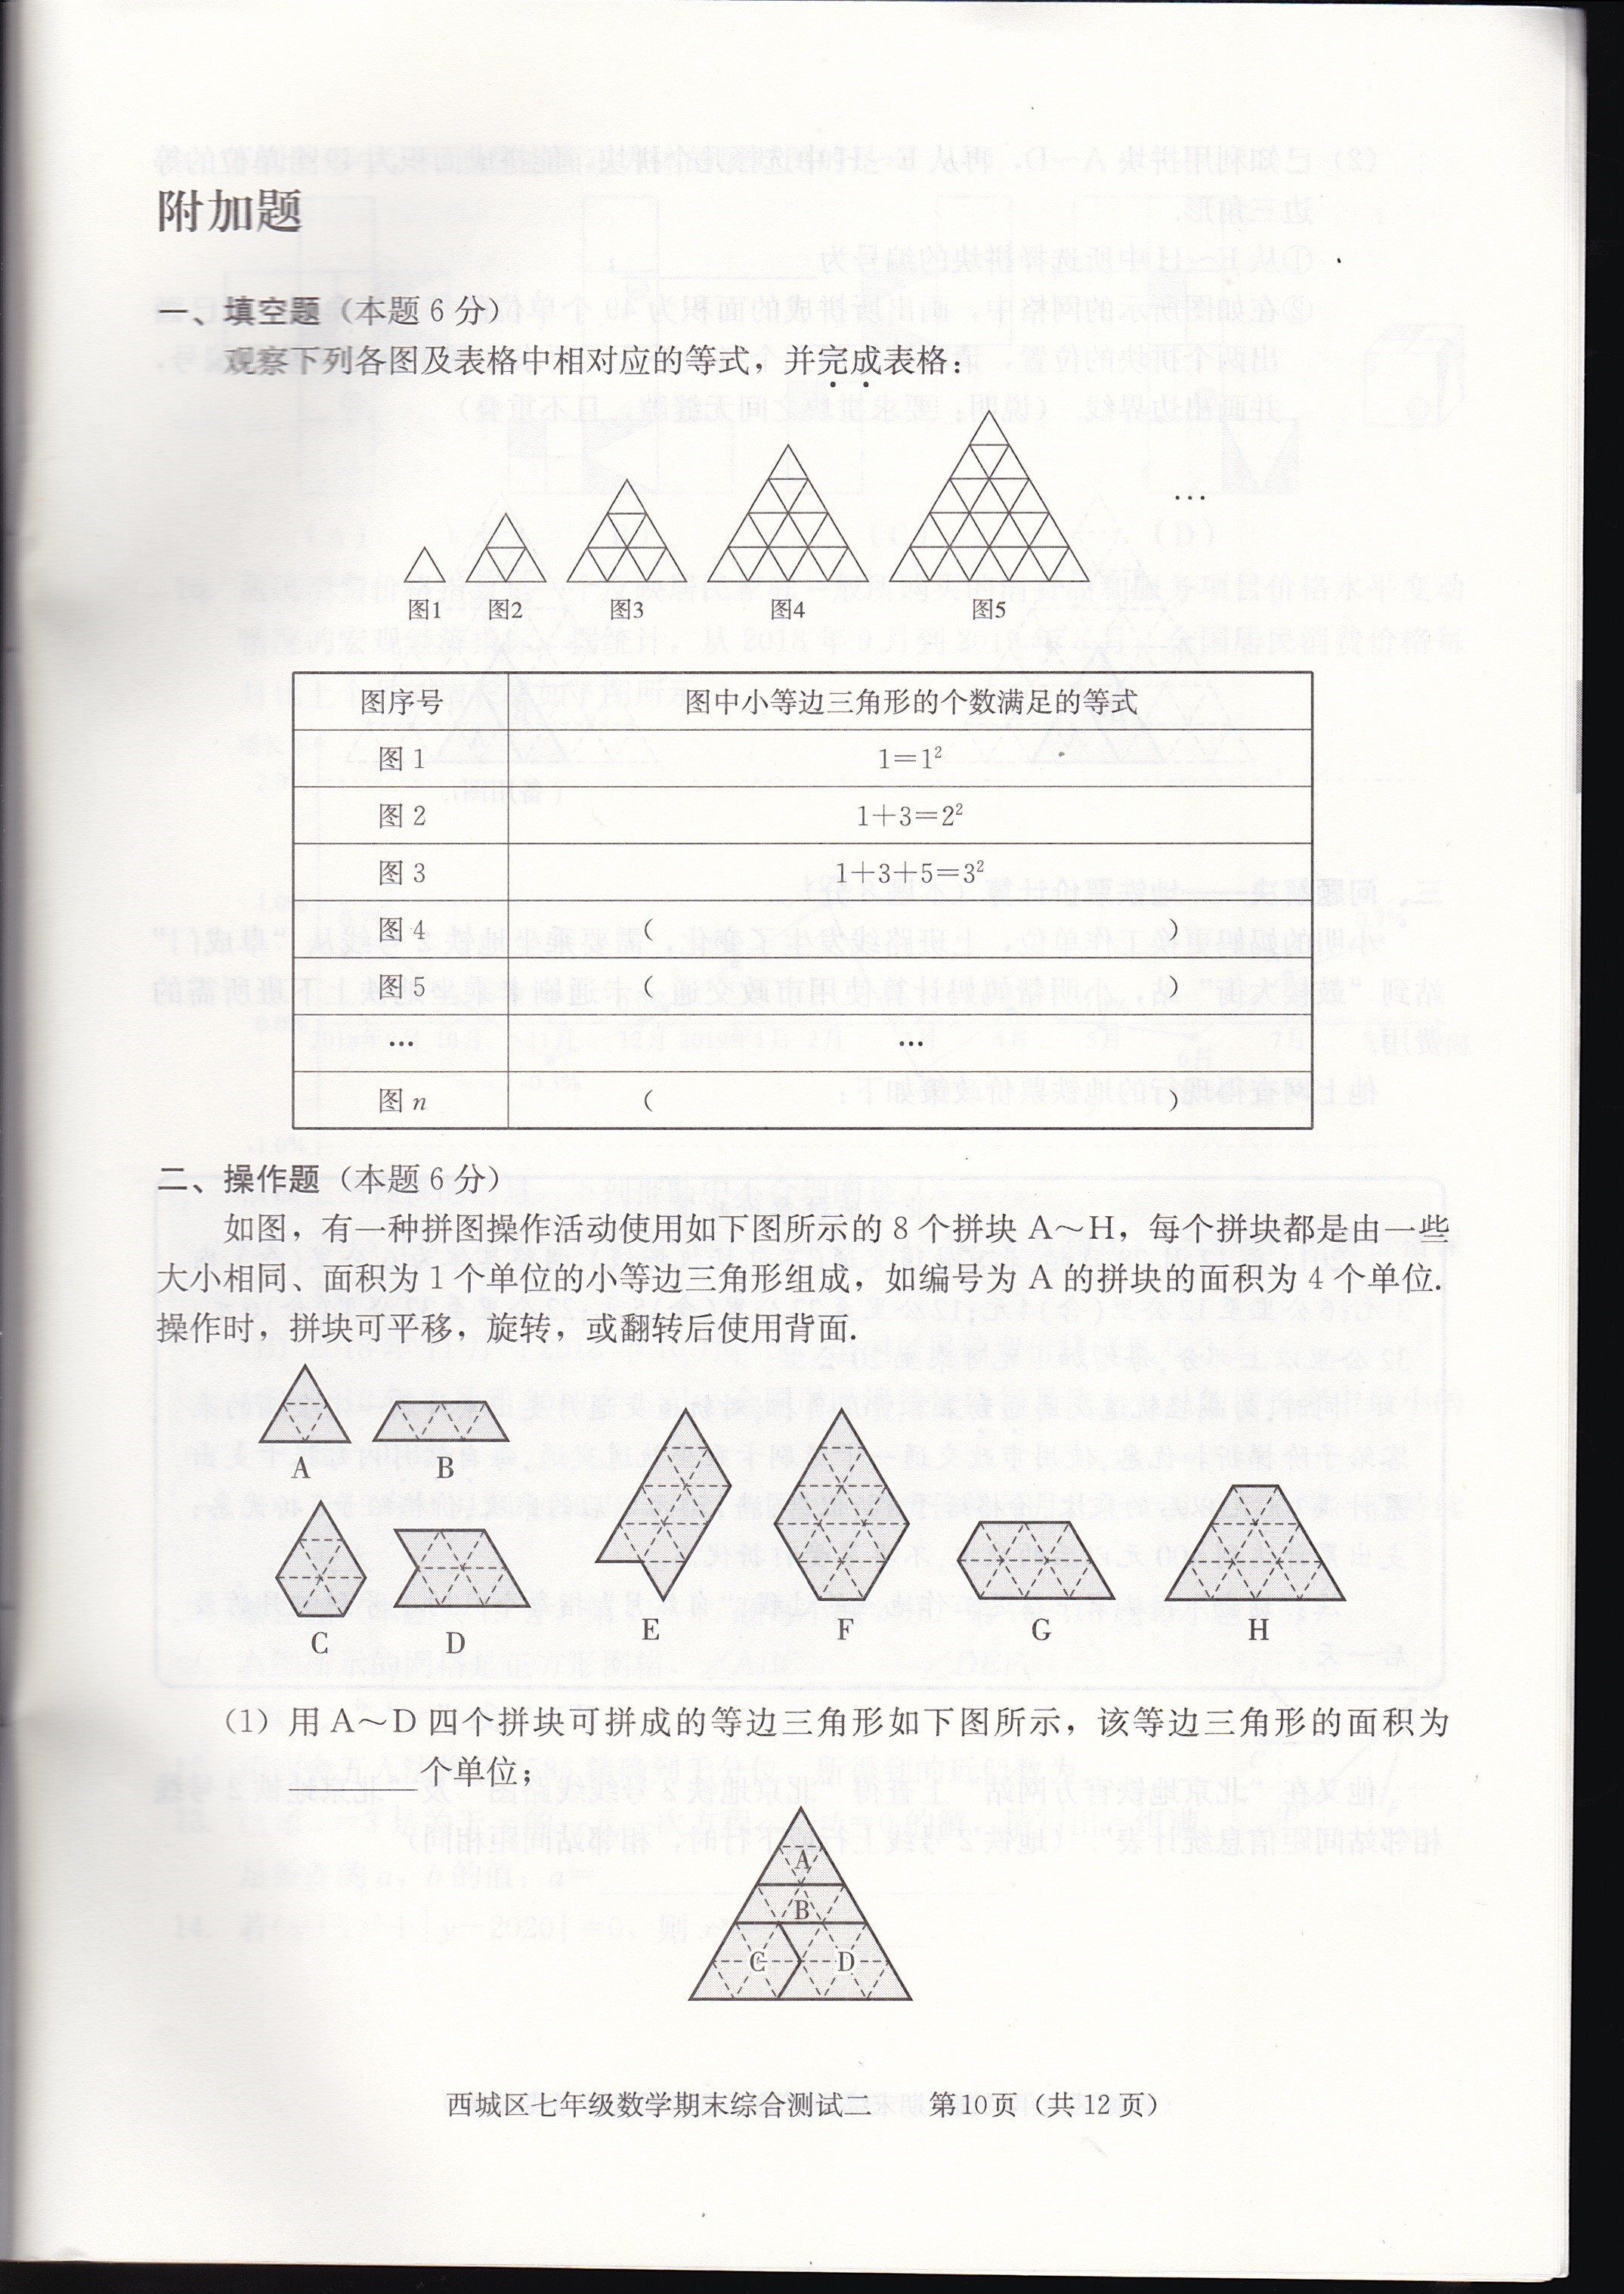 附加题
一、填空题（本题 6 分）
观察下列各图及表格中相对应的等式，并完成表格：
…
图1 图2 图3 图4 图5
图序号 图中小等边三角形的个数满足的等式
图 1 1＝1²
图 2 1＋3＝2²
图 3 1＋3＋5＝3²
图 4 （ ）
图 5 （ ）
… …
图 n （ ）
二、操作题（本题 6 分）
如图，有一种拼图操作活动使用如下图所示的 8 个拼块 A～H，每个拼块都是由一些
大小相同、面积为 1 个单位的小等边三角形组成，如编号为 A 的拼块的面积为 4 个单位.
操作时，拼块可平移，旋转，或翻转后使用背面.
A B
C D E F G H
（1）用 A～D 四个拼块可拼成的等边三角形如下图所示，该等边三角形的面积为
________个单位；
A
B
C D
西城区七年级数学期末综合测试二 第10页（共12页）